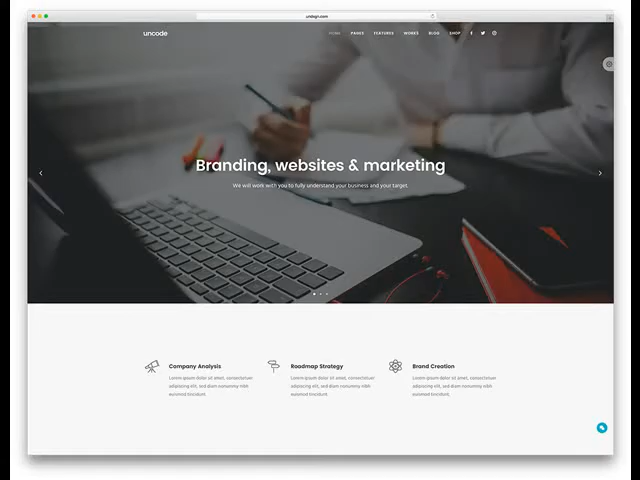 undsgn.com
uncode
HOME PAGES FEATURES WORKS BLOG SHOP
Branding, websites & marketing
We will work with you to fully understand your business and your target.
Company Analysis
Lorem ipsum dolor sit amet, consectetuer
adipiscing elit, sed diam nonummy nibh
euismod tincidunt.
Roadmap Strategy
Lorem ipsum dolor sit amet, consectetuer
adipiscing elit, sed diam nonummy nibh
euismod tincidunt.
Brand Creation
Lorem ipsum dolor sit amet, consectetuer
adipiscing elit, sed diam nonummy nibh
euismod tincidunt.